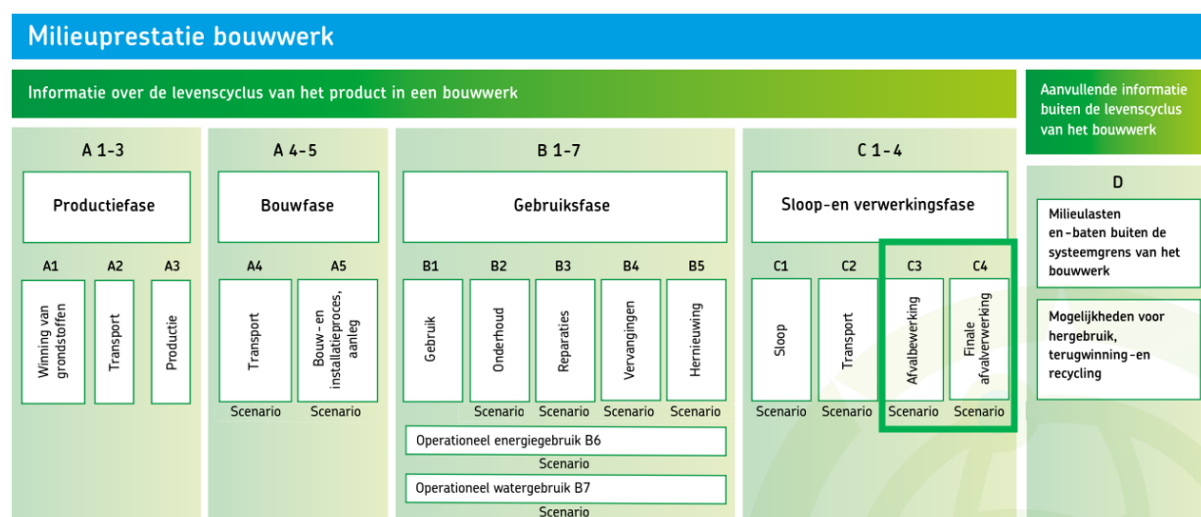 Milieuprestatie bouwwerk
Informatie over de levenscyclus van het product in een bouwwerk
Aanvullende informatie
buiten de levenscyclus
van het bouwwerk
A 1-3
Productiefase
A1
Winning van
grondstoffen
A2
Transport
A3
Productie
A 4-5
Bouwfase
A4
Transport
Scenario
A5
Bouw-en
installatieproces,
aanleg
Scenario
B 1-7
Gebruiksfase
B1
Gebruik
B2
Onderhoud
Scenario
B3
Reparaties
Scenario
B4
Vervangingen
Scenario
B5
Hernieuwing
Scenario
Operationeel energiegebruik B6
Scenario
Operationeel watergebruik B7
Scenario
C 1-4
Sloop-en verwerkingsfase
C1
Sloop
Scenario
C2
Transport
Scenario
C3
Afvalbewerking
Scenario
C4
Finale
afvalverwerking
Scenario
D
Milieulasten
en-baten buiten de
systeemgrens van het
bouwwerk
Mogelijkheden voor
hergebruik,
terugwinning-en
recycling